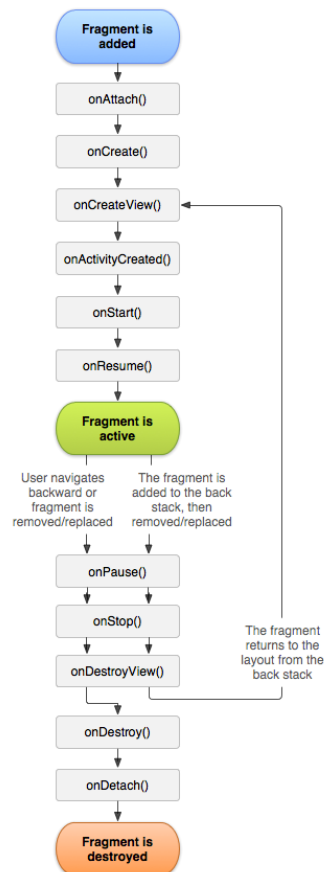 Fragment is
added
onAttach()
onCreate()
onCreateView()
onActivityCreated()
onStart()
onResume()
Fragment is
active
User navigates
backward or
fragment is
removed/replaced
The fragment is
added to the back
stack, then
removed/replaced
onPause()
onStop()
onDestroyView()
The fragment
returns to the
layout from the
back stack
onDestroy()
onDetach()
Fragment is
destroyed